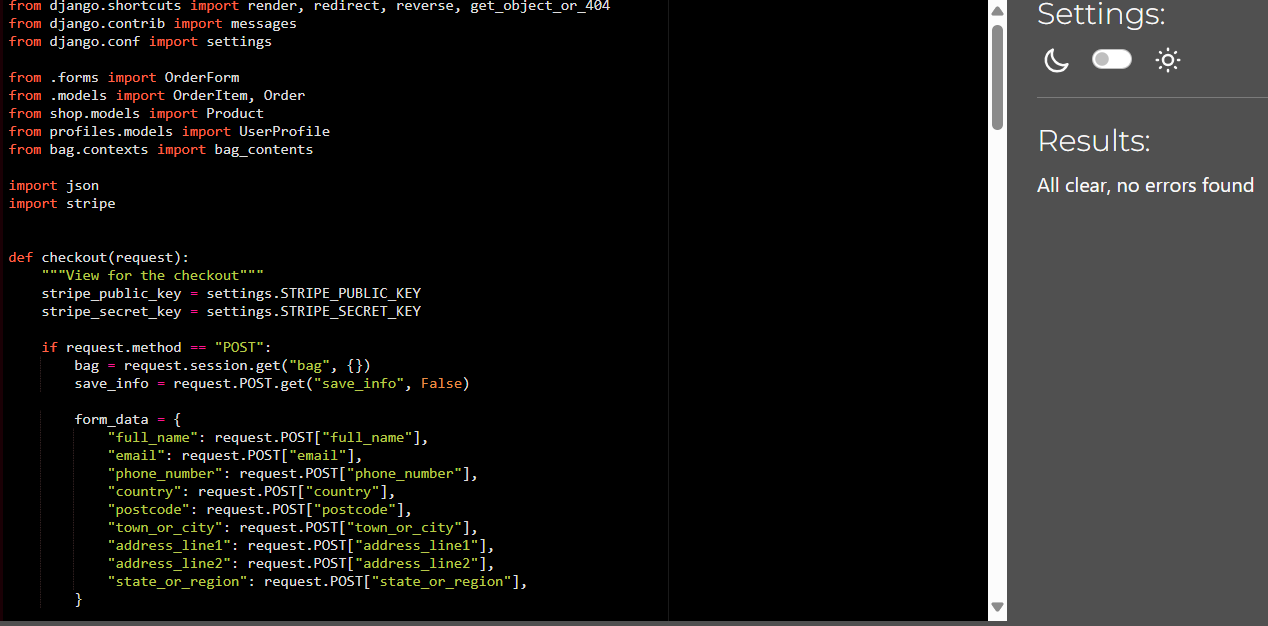 from django.shortcuts import render, redirect, reverse, get_object_or_404
from django.contrib import messages
from django.conf import settings
from .forms import OrderForm
from .models import OrderItem, Order
from shop.models import Product
from profiles.models import UserProfile
from bag.contexts import bag_contents
import json
import stripe
def checkout(request):
    """View for the checkout"""
    stripe_public_key = settings.STRIPE_PUBLIC_KEY
    stripe_secret_key = settings.STRIPE_SECRET_KEY
    if request.method == "POST":
        bag = request.session.get("bag", {})
        save_info = request.POST.get("save_info", False)
        form_data = {
            "full_name": request.POST["full_name"],
            "email": request.POST["email"],
            "phone_number": request.POST["phone_number"],
            "country": request.POST["country"],
            "postcode": request.POST["postcode"],
            "town_or_city": request.POST["town_or_city"],
            "address_line1": request.POST["address_line1"],
            "address_line2": request.POST["address_line2"],
            "state_or_region": request.POST["state_or_region"],
        }
Settings:
Results:
All clear, no errors found